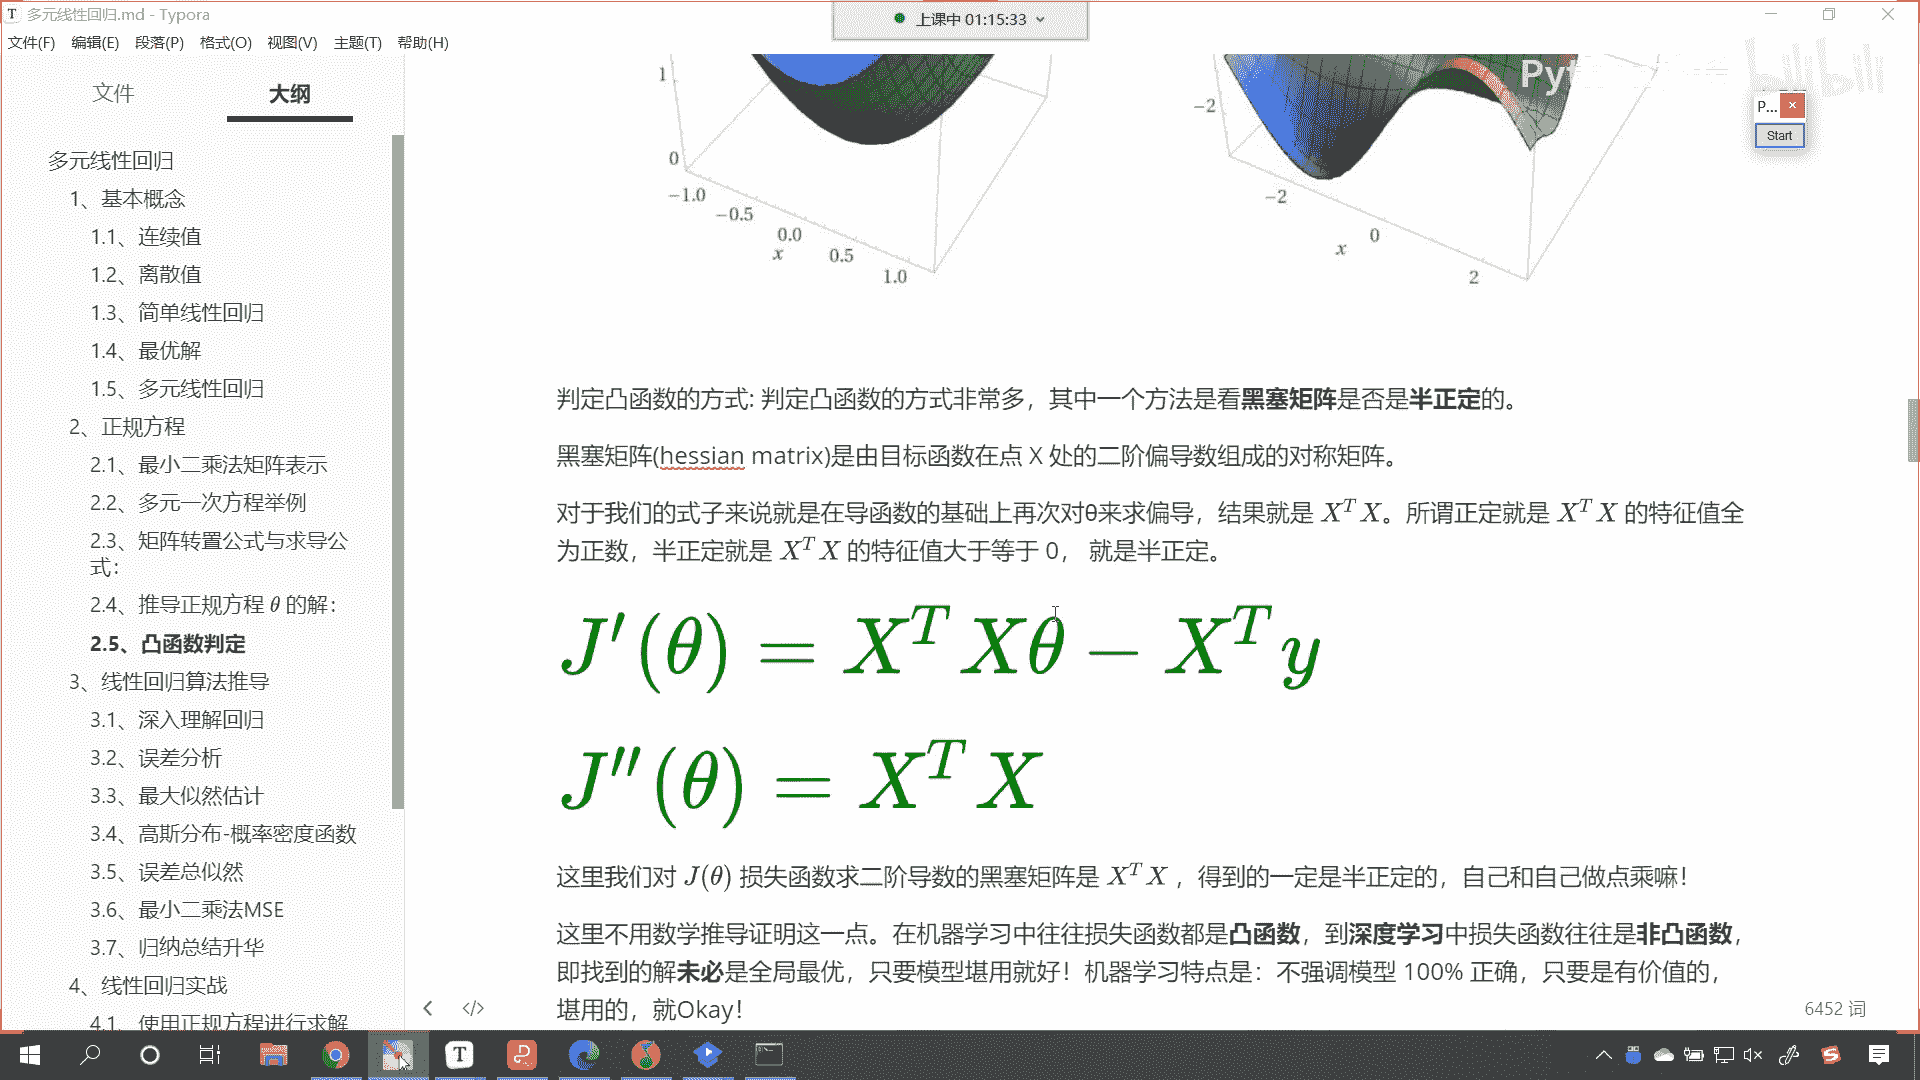 多元线性回归.md - Typora
上课中 01:15:33
文件(F) 编辑(E) 段落(P) 格式(O) 视图(V) 主题(T) 帮助(H)
文件 大纲
多元线性回归
1、基本概念
1.1、连续值
1.2、离散值
1.3、简单线性回归
1.4、最优解
1.5、多元线性回归
2、正规方程
2.1、最小二乘法矩阵表示
2.2、多元一次方程举例
2.3、矩阵转置公式与求导公
式：
2.4、推导正规方程 θ 的解：
2.5、凸函数判定
3、线性回归算法推导
3.1、深入理解回归
3.2、误差分析
3.3、最大似然估计
3.4、高斯分布-概率密度函数
3.5、误差总似然
3.6、最小二乘法MSE
3.7、归纳总结升华
4、线性回归实战
4.1、使用正规方程进行求解
1
0
−1.0
−0.5
0.0
x
0.5
1.0
−2
−2
0
x
2
Py
bilibili
P...
Start
判定凸函数的方式: 判定凸函数的方式非常多，其中一个方法是看黑塞矩阵是否是半正定的。
黑塞矩阵(hessian matrix)是由目标函数在点 X 处的二阶偏导数组成的对称矩阵。
对于我们的式子来说就是在导函数的基础上再次对θ来求偏导，结果就是 X^T X。所谓正定就是 X^T X 的特征值全
为正数，半正定就是 X^T X 的特征值大于等于 0， 就是半正定。
J′(θ) = X^T Xθ − X^T y
J′′(θ) = X^T X
这里我们对 J(θ) 损失函数求二阶导数的黑塞矩阵是 X^T X ，得到的一定是半正定的，自己和自己做点乘嘛！
这里不用数学推导证明这一点。在机器学习中往往损失函数都是凸函数，到深度学习中损失函数往往是非凸函数，
即找到的解未必是全局最优，只要模型堪用就好！机器学习特点是：不强调模型 100% 正确，只要是有价值的，
堪用的，就Okay！
6452 词